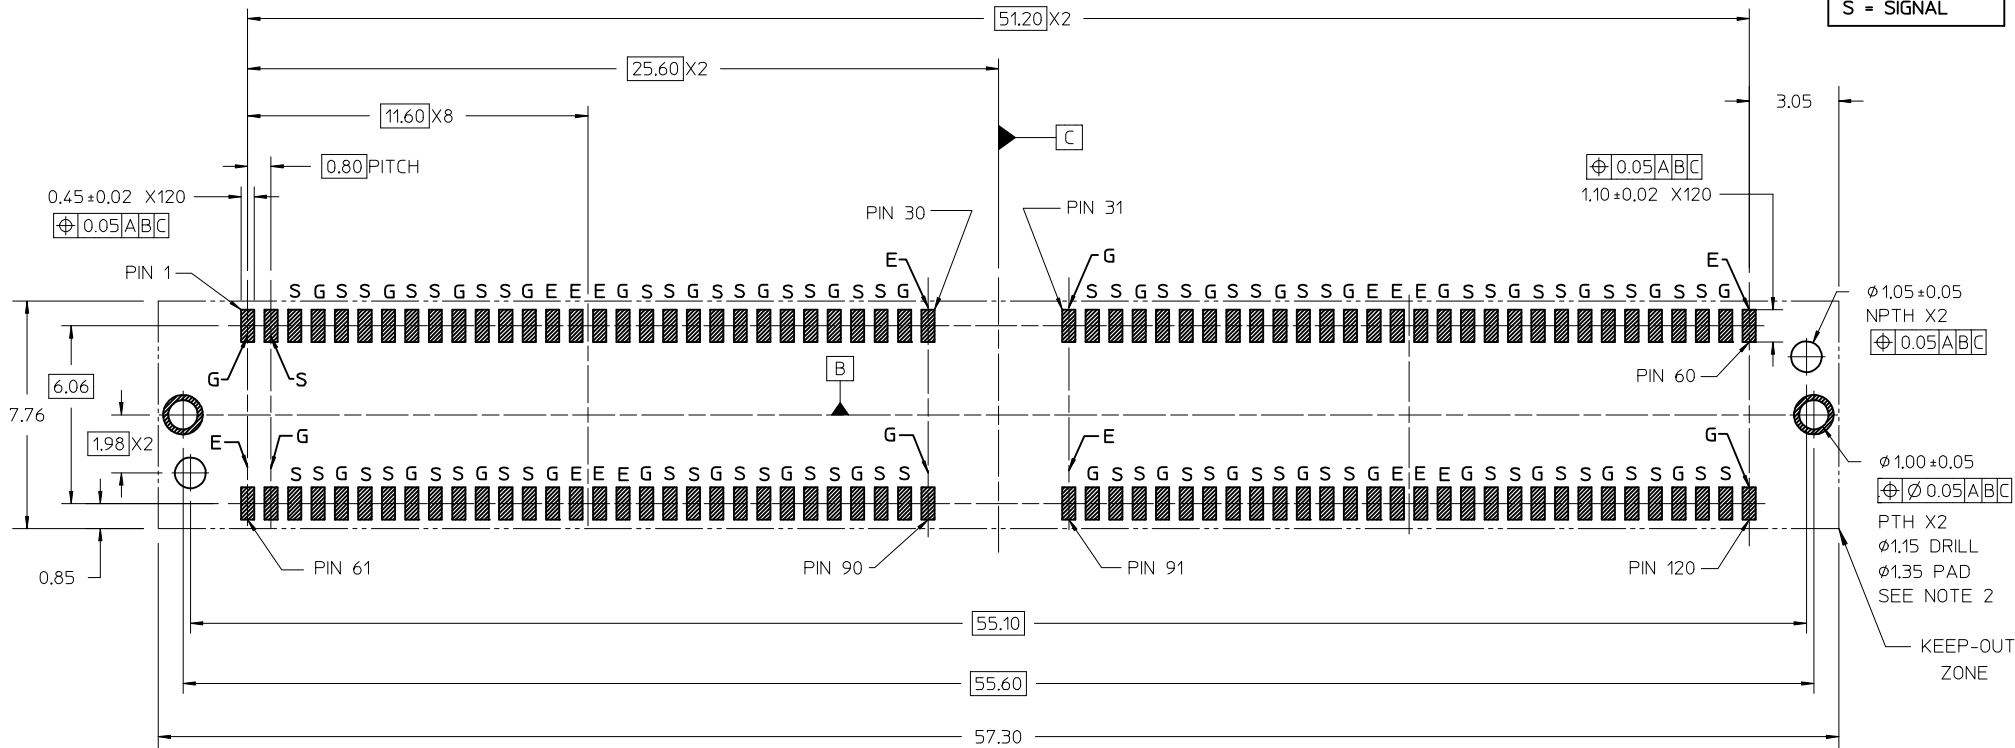 S = SIGNAL
51.20 X2
25.60 X2
11.60 X8
3.05
C
0.80 PITCH
0.05 A B C
1.10±0.02 X120
0.45±0.02 X120
0.05 A B C
PIN 30
PIN 31
PIN 1
E
G
E
S G S S G S S G S S G E E E G S S G S S G S S G S S G
S S G S S G S S G S S G E E E G S S G S S G S S G S S G
Ø1.05±0.05
NPTH X2
0.05 A B C
G
S
B
PIN 60
6.06
7.76
1.98 X2
E
G
G
E
G
S S G S S G S S G S S G E E E G S S G S S G S S G S S
G S S G S S G S S G S S G E E E G S S G S S G S S G S S
Ø1.00±0.05
Ø 0.05 A B C
PTH X2
Ø1.15 DRILL
Ø1.35 PAD
SEE NOTE 2
0.85
PIN 61
PIN 90
PIN 91
PIN 120
55.10
KEEP-OUT
ZONE
55.60
57.30